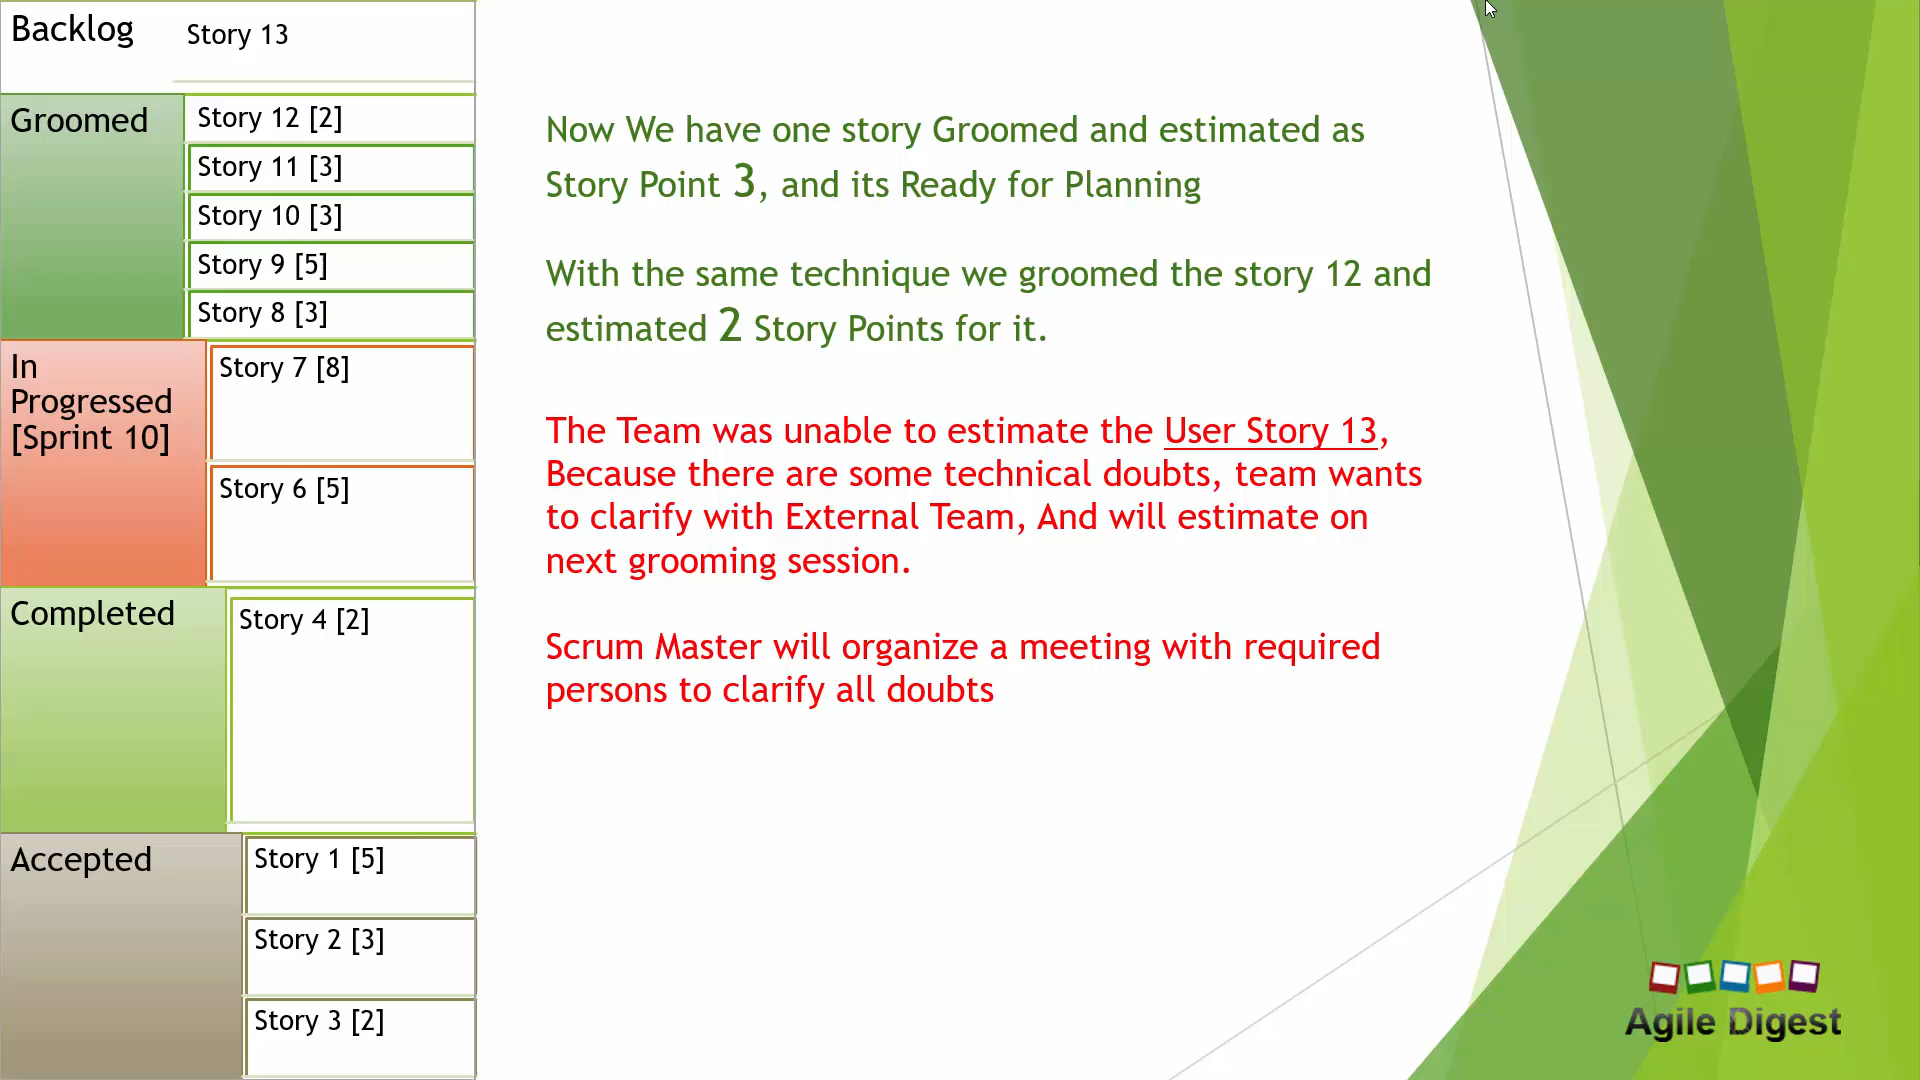 Backlog
Story 13
Groomed
Story 12 [2]
Story 11 [3]
Story 10 [3]
Story 9 [5]
Story 8 [3]
In
Progressed
[Sprint 10]
Story 7 [8]
Story 6 [5]
Completed
Story 4 [2]
Accepted
Story 1 [5]
Story 2 [3]
Story 3 [2]
Now We have one story Groomed and estimated as
Story Point 3, and its Ready for Planning
With the same technique we groomed the story 12 and
estimated 2 Story Points for it.
The Team was unable to estimate the User Story 13,
Because there are some technical doubts, team wants
to clarify with External Team, And will estimate on
next grooming session.
Scrum Master will organize a meeting with required
persons to clarify all doubts
Agile Digest